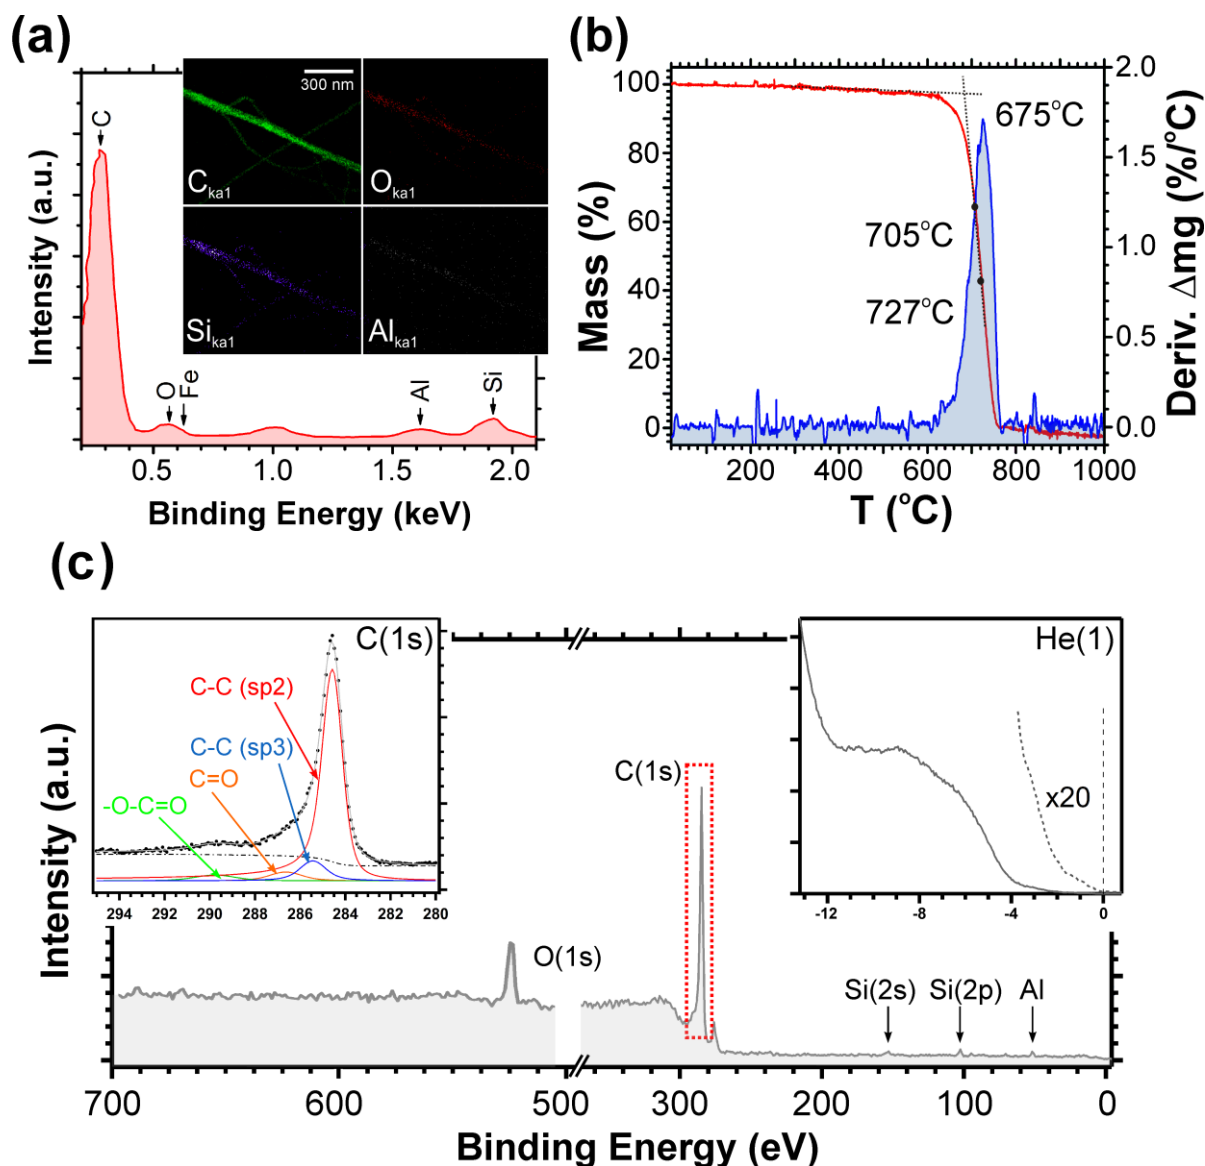 (a)
C
300 nm
C_ka1
O_ka1
Si_ka1
Al_ka1
O
Fe
Al
Si
Intensity (a.u.)
0.5
1.0
1.5
2.0
Binding Energy (keV)
(b)
100
80
60
40
20
0
Mass (%)
2.0
1.5
1.0
0.5
0.0
Deriv. Δmg (%/°C)
675°C
705°C
727°C
200
400
600
800
1000
T (°C)
(c)
C(1s)
C-C (sp2)
C-C (sp3)
C=O
-O-C=O
294
292
290
288
286
284
282
280
He(1)
x20
-12
-8
-4
0
C(1s)
O(1s)
Si(2s)
Si(2p)
Al
Intensity (a.u.)
700
600
500
300
200
100
0
Binding Energy (eV)